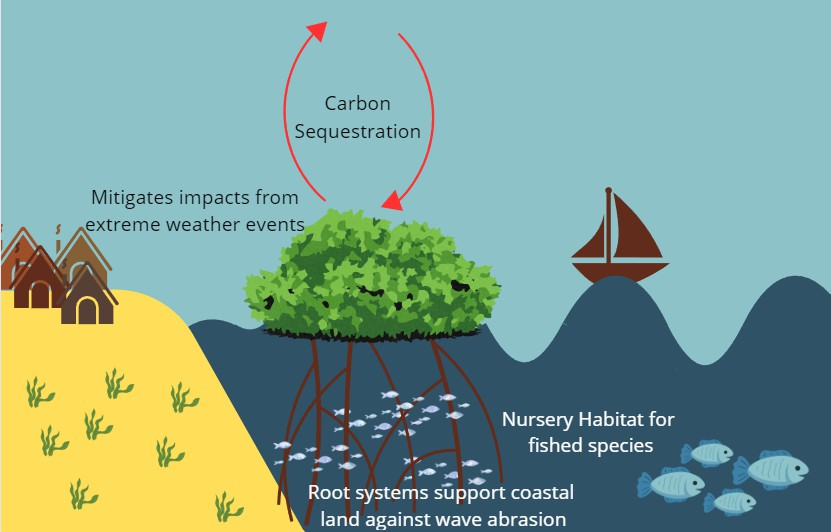 Carbon
Sequestration
Mitigates impacts from
extreme weather events
Nursery Habitat for
fished species
Root systems support coastal
land against wave abrasion